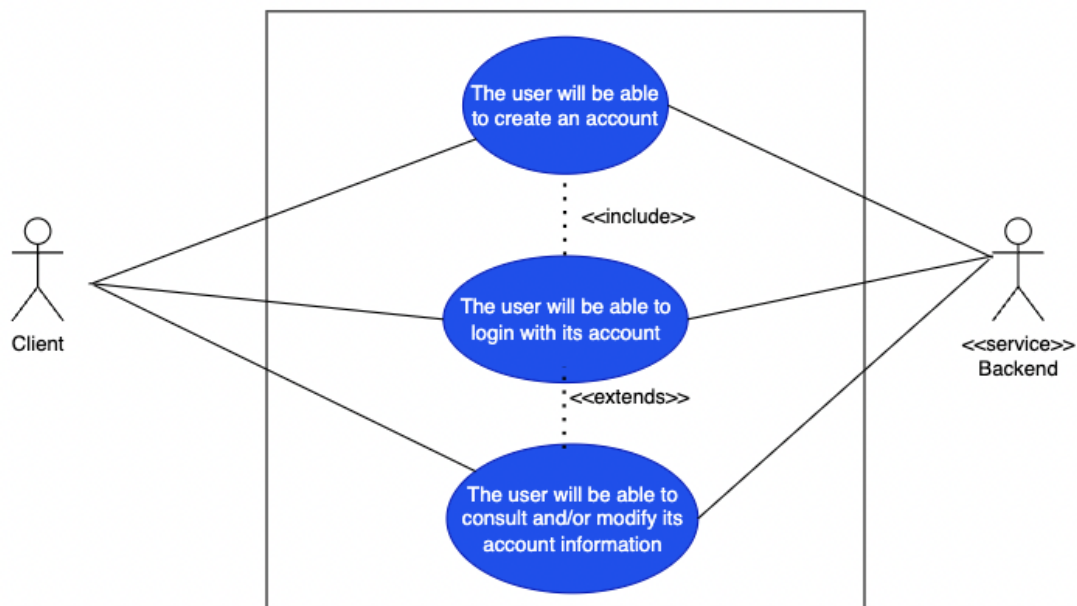 The user will be able
to create an account
<<include>>
The user will be able to
login with its account
Client
<<service>>
Backend
<<extends>>
The user will be able to
consult and/or modify its
account information